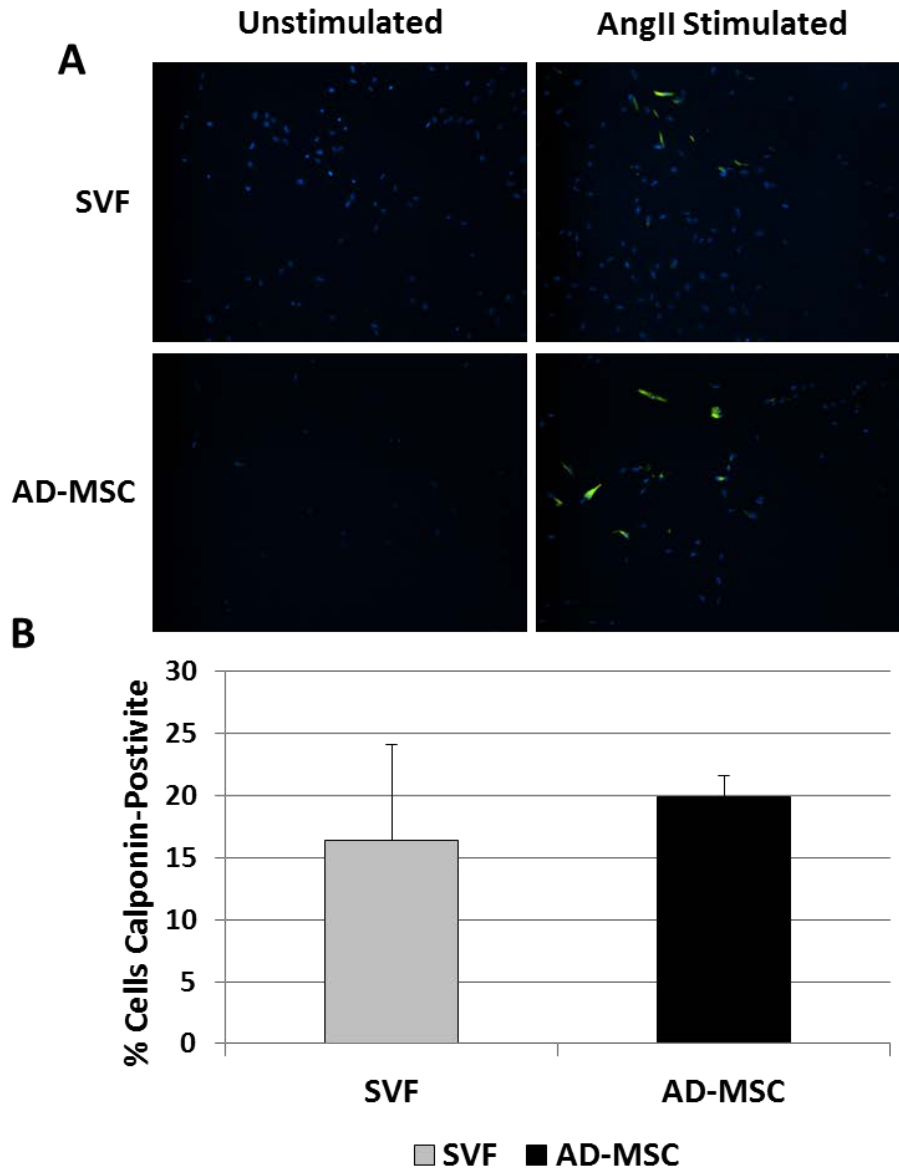 Unstimulated AngII Stimulated
A
SVF
AD-MSC
B
% Cells Calponin-Postivite
30
25
20
15
10
5
0
SVF AD-MSC
SVF AD-MSC